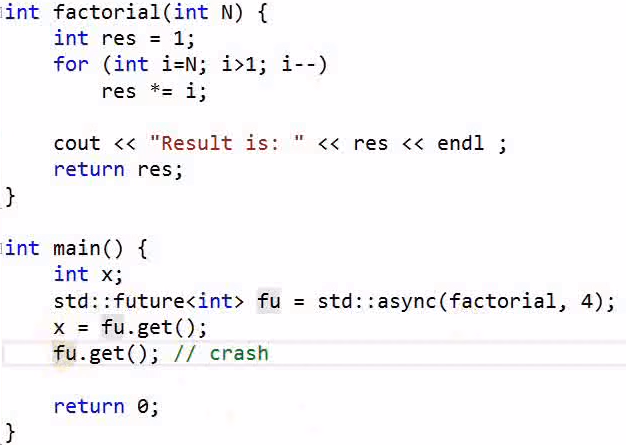 int factorial(int N) {
    int res = 1;
    for (int i=N; i>1; i--)
        res *= i;
    cout << "Result is: " << res << endl ;
    return res;
}
int main() {
    int x;
    std::future<int> fu = std::async(factorial, 4);
    x = fu.get();
    fu.get(); // crash
    return 0;
}